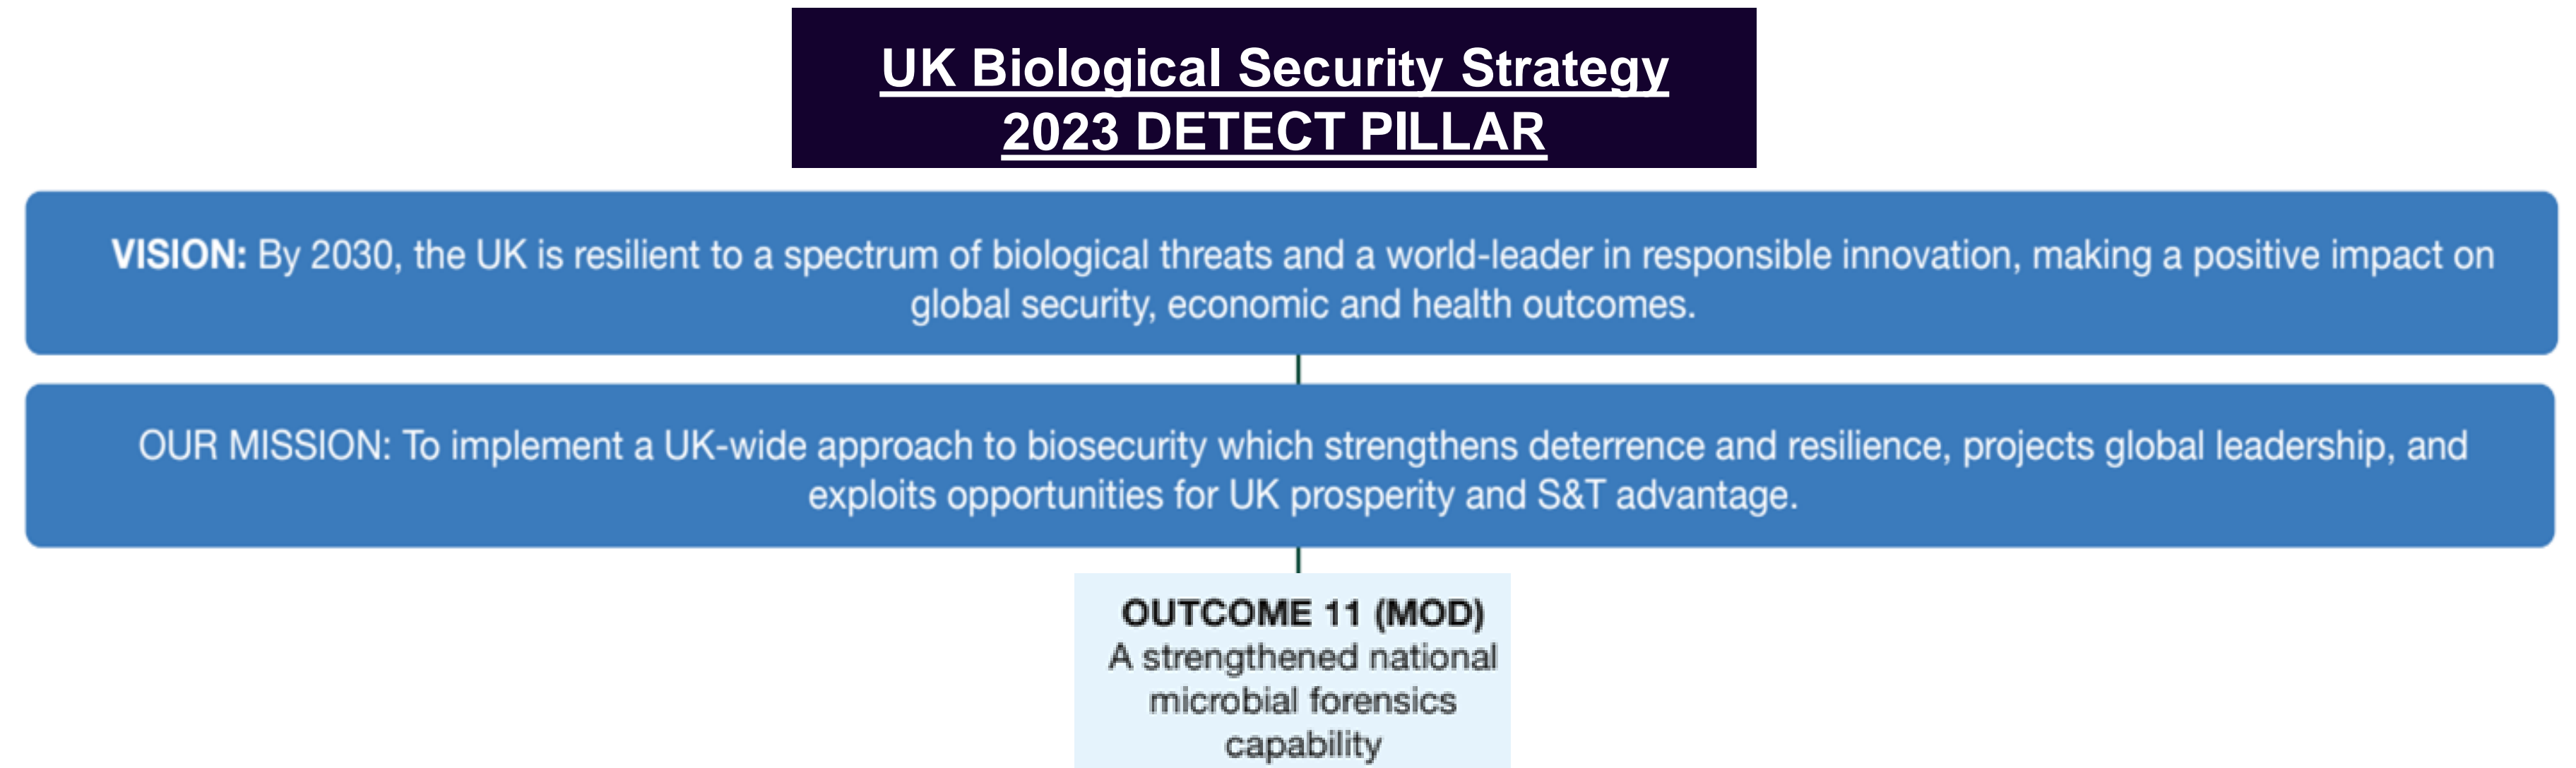 UK Biological Security Strategy
2023 DETECT PILLAR
VISION: By 2030, the UK is resilient to a spectrum of biological threats and a world-leader in responsible innovation, making a positive impact on
global security, economic and health outcomes.
OUR MISSION: To implement a UK-wide approach to biosecurity which strengthens deterrence and resilience, projects global leadership, and
exploits opportunities for UK prosperity and S&T advantage.
OUTCOME 11 (MOD)
A strengthened national
microbial forensics
capability